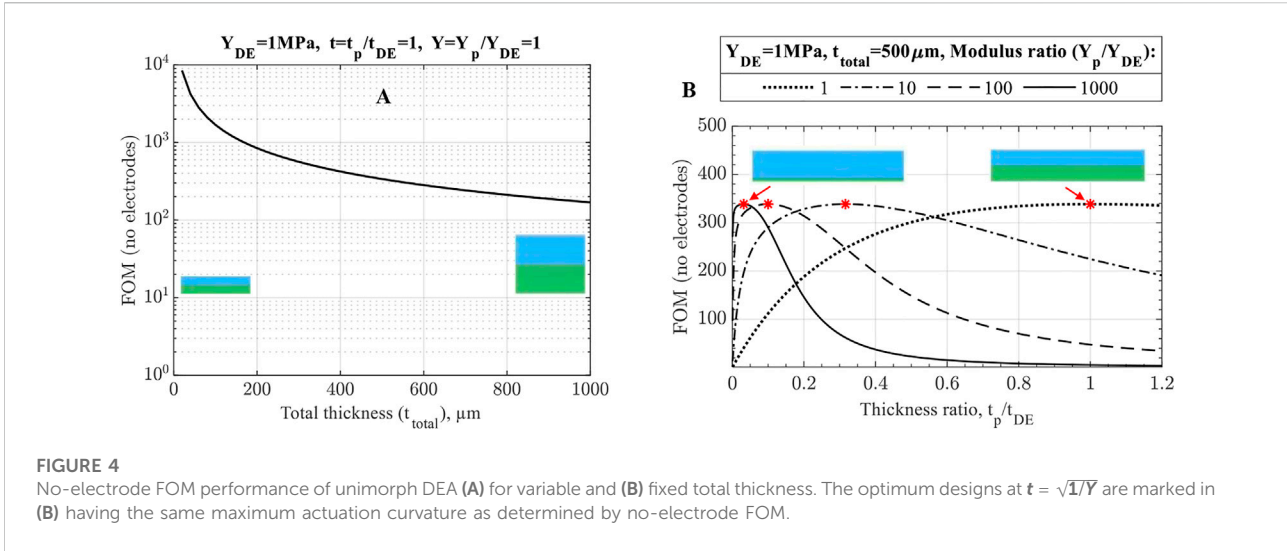 Y_DE=1MPa, t=t_p/t_DE=1, Y=Y_p/Y_DE=1
A
FOM (no electrodes)
10^4
10^3
10^2
10^1
10^0
0 200 400 600 800 1000
Total thickness (t_total), µm
Y_DE=1MPa, t_total=500µm, Modulus ratio (Y_p/Y_DE):
1 10 100 1000
B
FOM (no electrodes)
500
400
300
200
100
0 0.2 0.4 0.6 0.8 1 1.2
Thickness ratio, t_p/t_DE
FIGURE 4
No-electrode FOM performance of unimorph DEA (A) for variable and (B) fixed total thickness. The optimum designs at t = √1/Y are marked in
(B) having the same maximum actuation curvature as determined by no-electrode FOM.